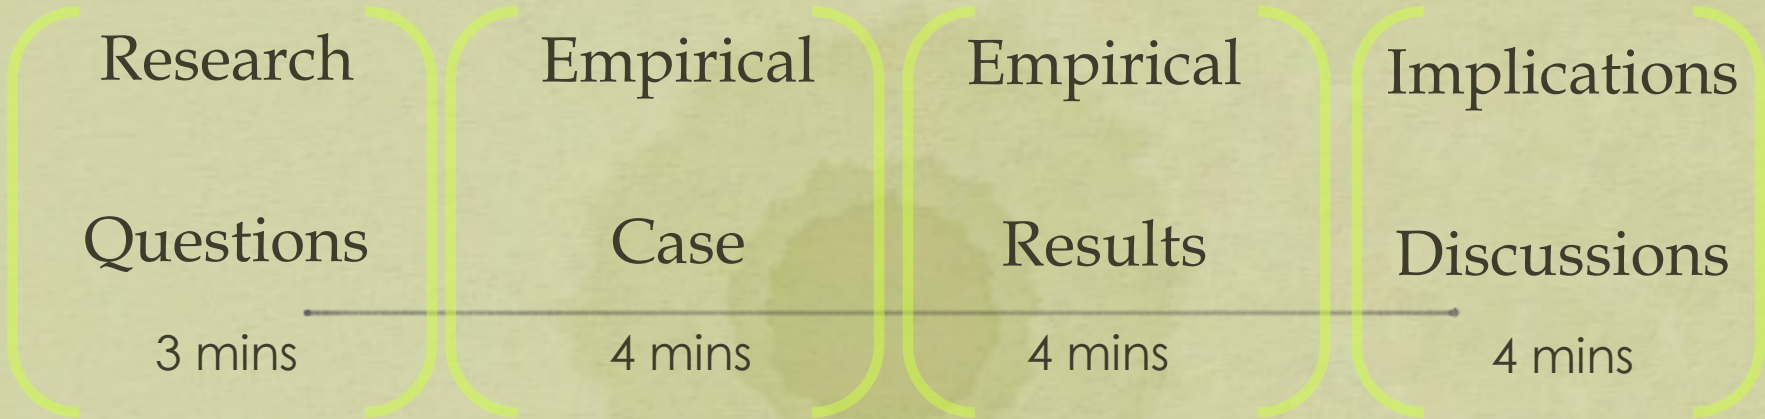 Research
Questions
3 mins
Empirical
Case
4 mins
Empirical
Results
4 mins
Implications
Discussions
4 mins